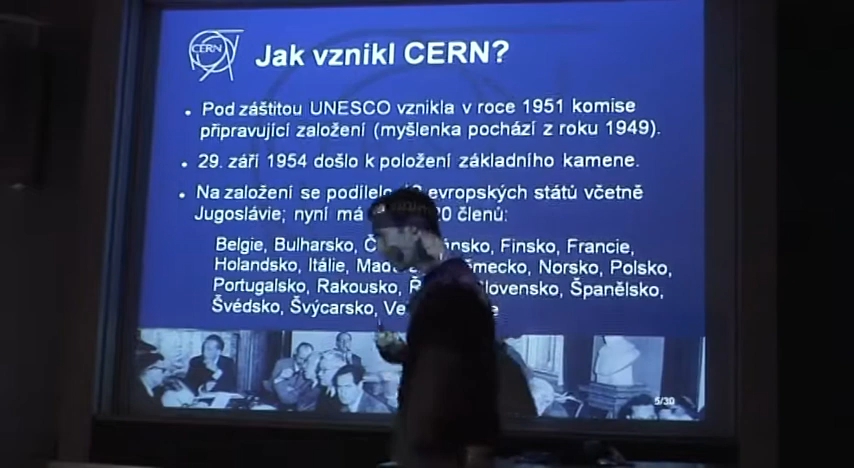 CERN
Jak vznikl CERN?
Pod záštitou UNESCO vznikla v roce 1951 komise
připravující založení (myšlenka pochází z roku 1949).
29. září 1954 došlo k položení základního kamene.
Na založení se podílelo evropských států včetně
Jugoslávie; nyní má 20 členů:
Belgie, Bulharsko, Finsko, Francie,
Holandsko, Itálie, Norsko, Polsko,
Portugalsko, Rakousko, Slovensko, Španělsko,
Švédsko, Švýcarsko,
5/30